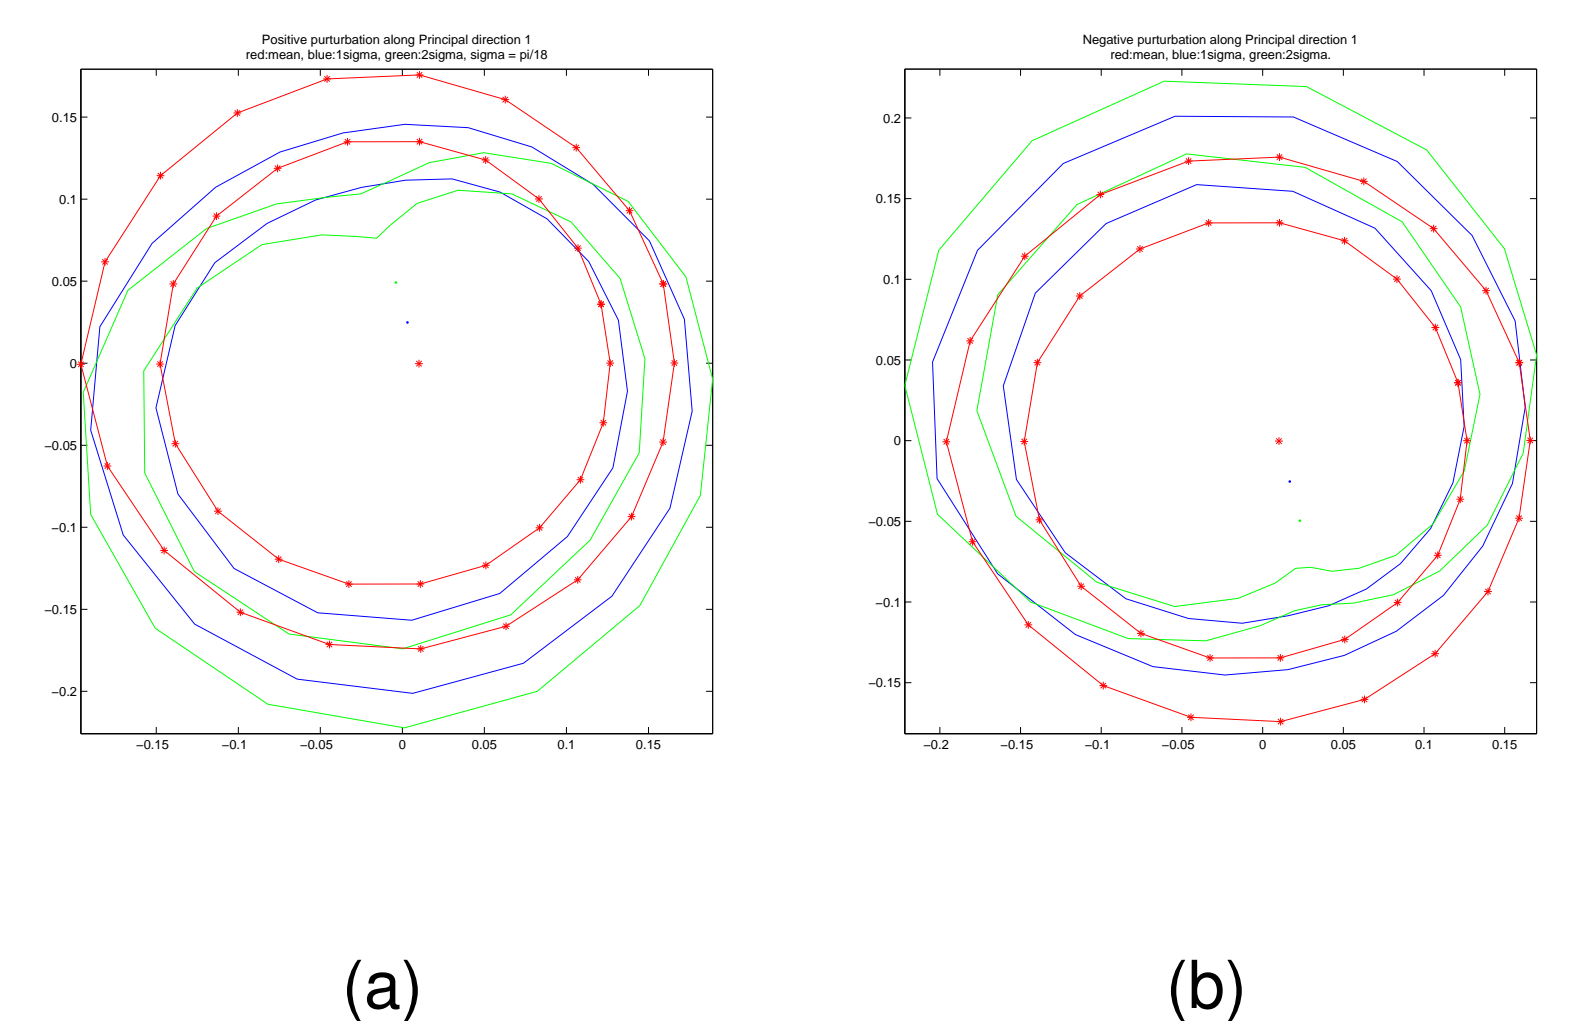 Positive purturbation along Principal direction 1
red:mean, blue:1sigma, green:2sigma, sigma = pi/18
0.15
0.1
0.05
0
−0.05
−0.1
−0.15
−0.2
−0.15 −0.1 −0.05 0 0.05 0.1 0.15
(a)
Negative purturbation along Principal direction 1
red:mean, blue:1sigma, green:2sigma.
0.2
0.15
0.1
0.05
0
−0.05
−0.1
−0.15
−0.2 −0.15 −0.1 −0.05 0 0.05 0.1 0.15
(b)